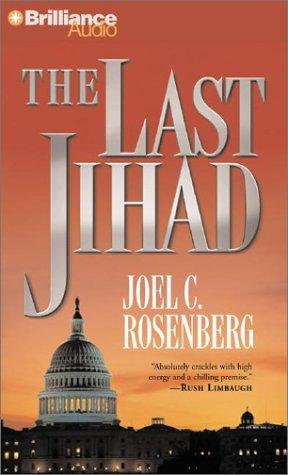 Brilliance
Audio
THE LAST
JIHAD
JOEL C.
ROSENBERG
"Absolutely crackles with high
energy and a chilling premise."
—RUSH LIMBAUGH